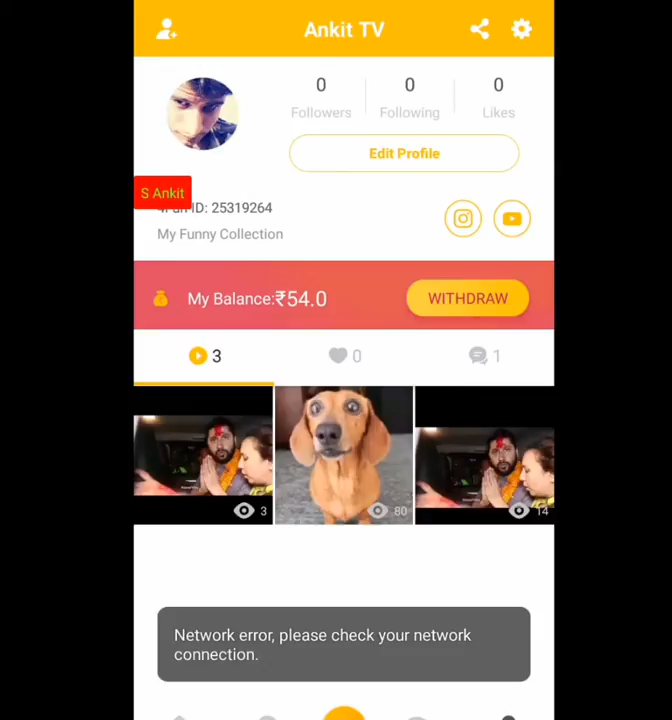 Ankit TV
0 0 0
Followers Following Likes
Edit Profile
S Ankit
ID: 25319264
My Funny Collection
My Balance:₹54.0
WITHDRAW
3 0 1
3 80 14
Network error, please check your network
connection.